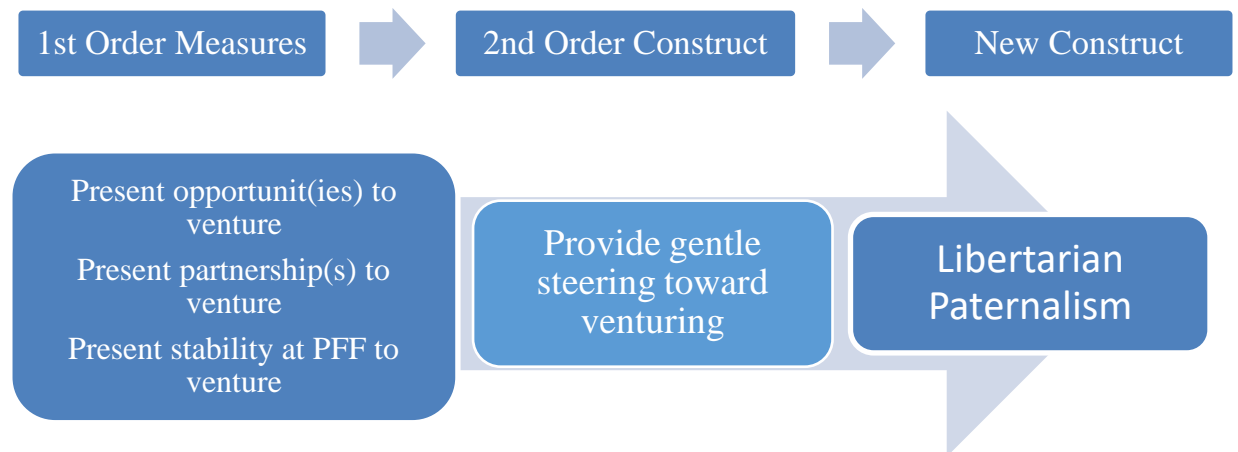 1st Order Measures
2nd Order Construct
New Construct
Present opportunit(ies) to
venture
Present partnership(s) to
venture
Present stability at PFF to
venture
Provide gentle
steering toward
venturing
Libertarian
Paternalism